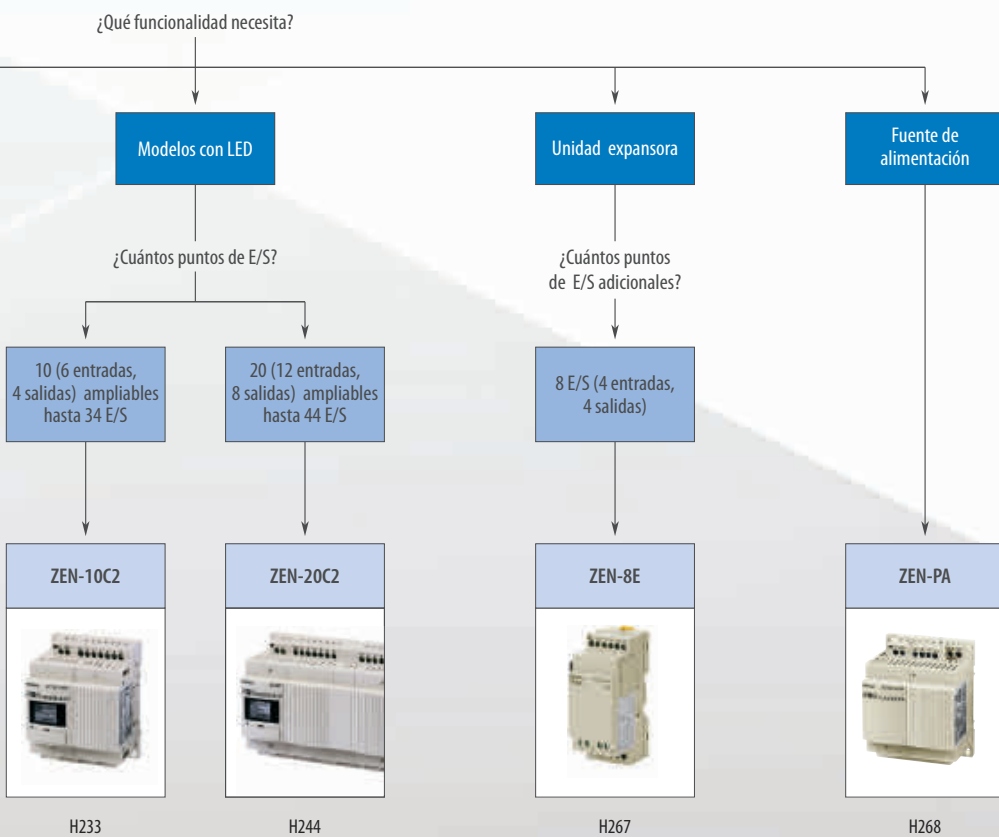 ¿Qué funcionalidad necesita?
Modelos con LED
Unidad expansora
Fuente de
alimentación
¿Cuántos puntos de E/S?
¿Cuántos puntos
de E/S adicionales?
10 (6 entradas,
4 salidas) ampliables
hasta 34 E/S
20 (12 entradas,
8 salidas) ampliables
hasta 44 E/S
8 E/S (4 entradas,
4 salidas)
ZEN-10C2
ZEN-20C2
ZEN-8E
ZEN-PA
H233
H244
H267
H268